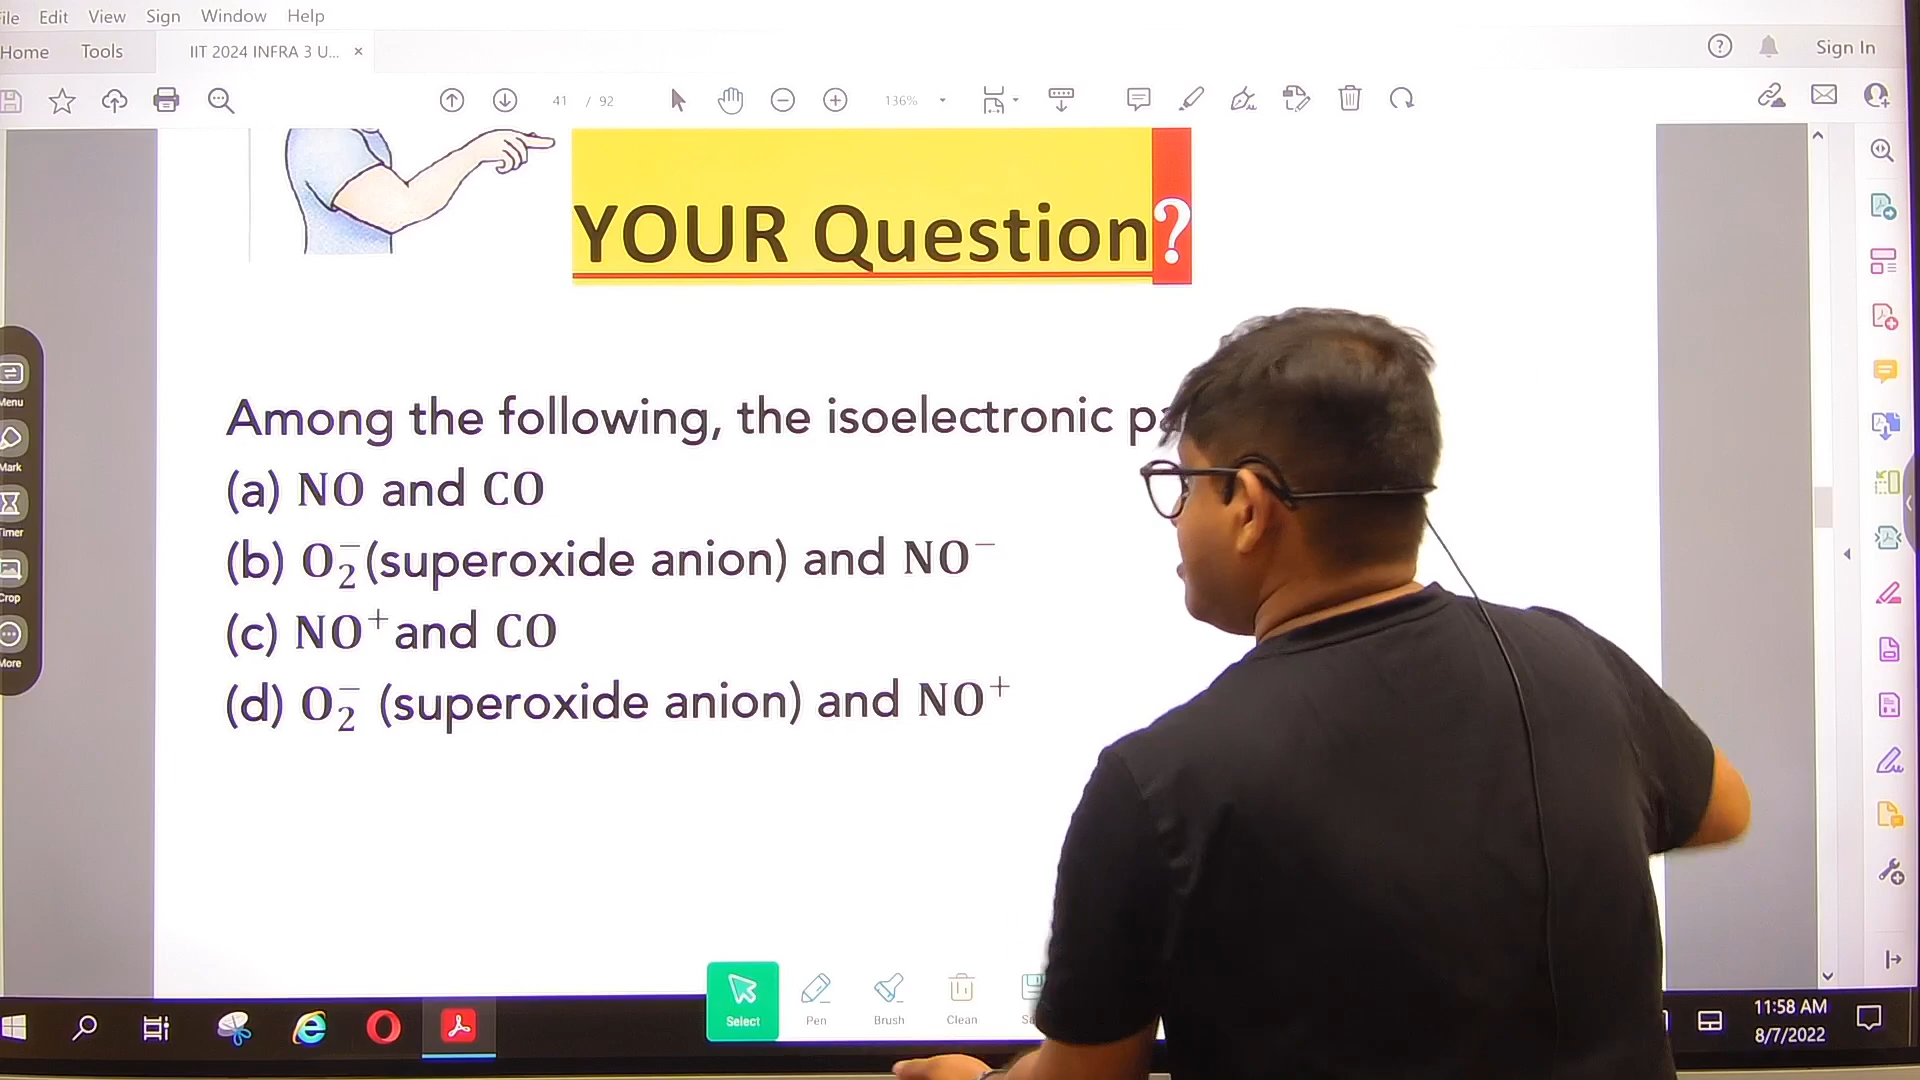 ile Edit View Sign Window Help
Home Tools IIT 2024 INFRA 3 U... ×
Sign In
41 / 92 136%
YOUR Question?
Among the following, the isoelectronic
(a) NO and CO
(b) O₂⁻(superoxide anion) and NO⁻
(c) NO⁺and CO
(d) O₂⁻ (superoxide anion) and NO⁺
Menu
Mark
Timer
Crop
More
Select Pen Brush Clean
11:58 AM
8/7/2022